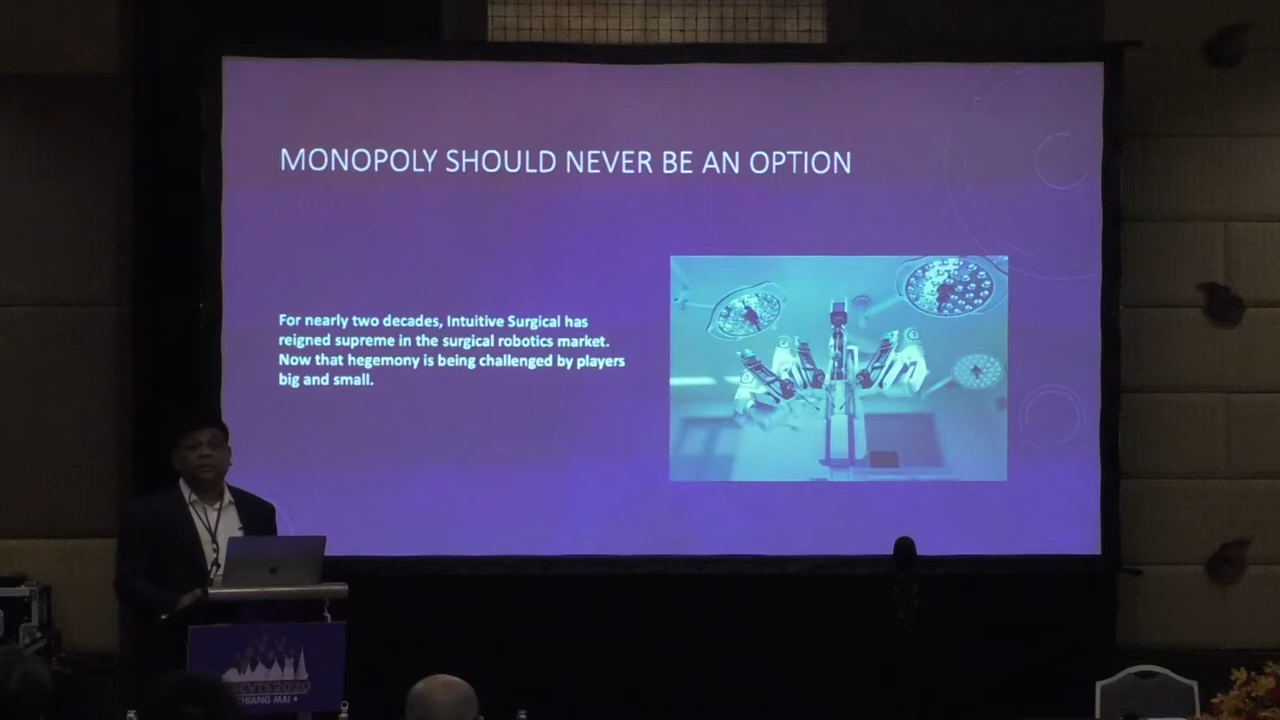 MONOPOLY SHOULD NEVER BE AN OPTION
For nearly two decades, Intuitive Surgical has
reigned supreme in the surgical robotics market.
Now that hegemony is being challenged by players
big and small.
CHIANG MAI